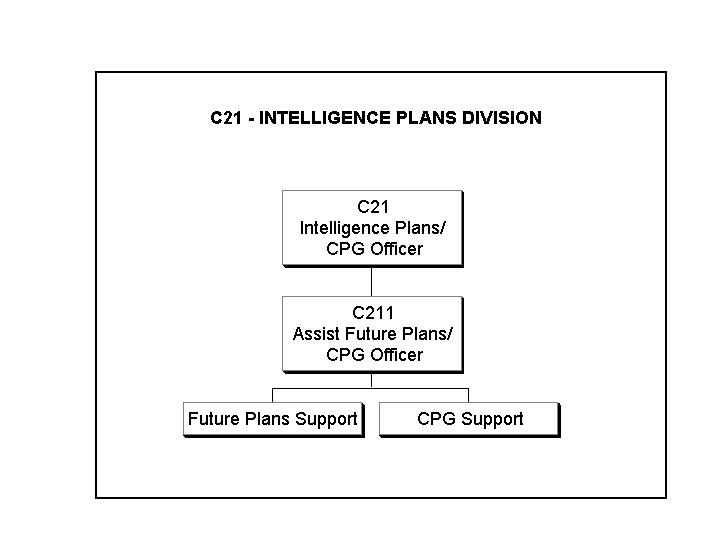 C21 - INTELLIGENCE PLANS DIVISION
C21
Intelligence Plans/
CPG Officer
C211
Assist Future Plans/
CPG Officer
Future Plans Support
CPG Support